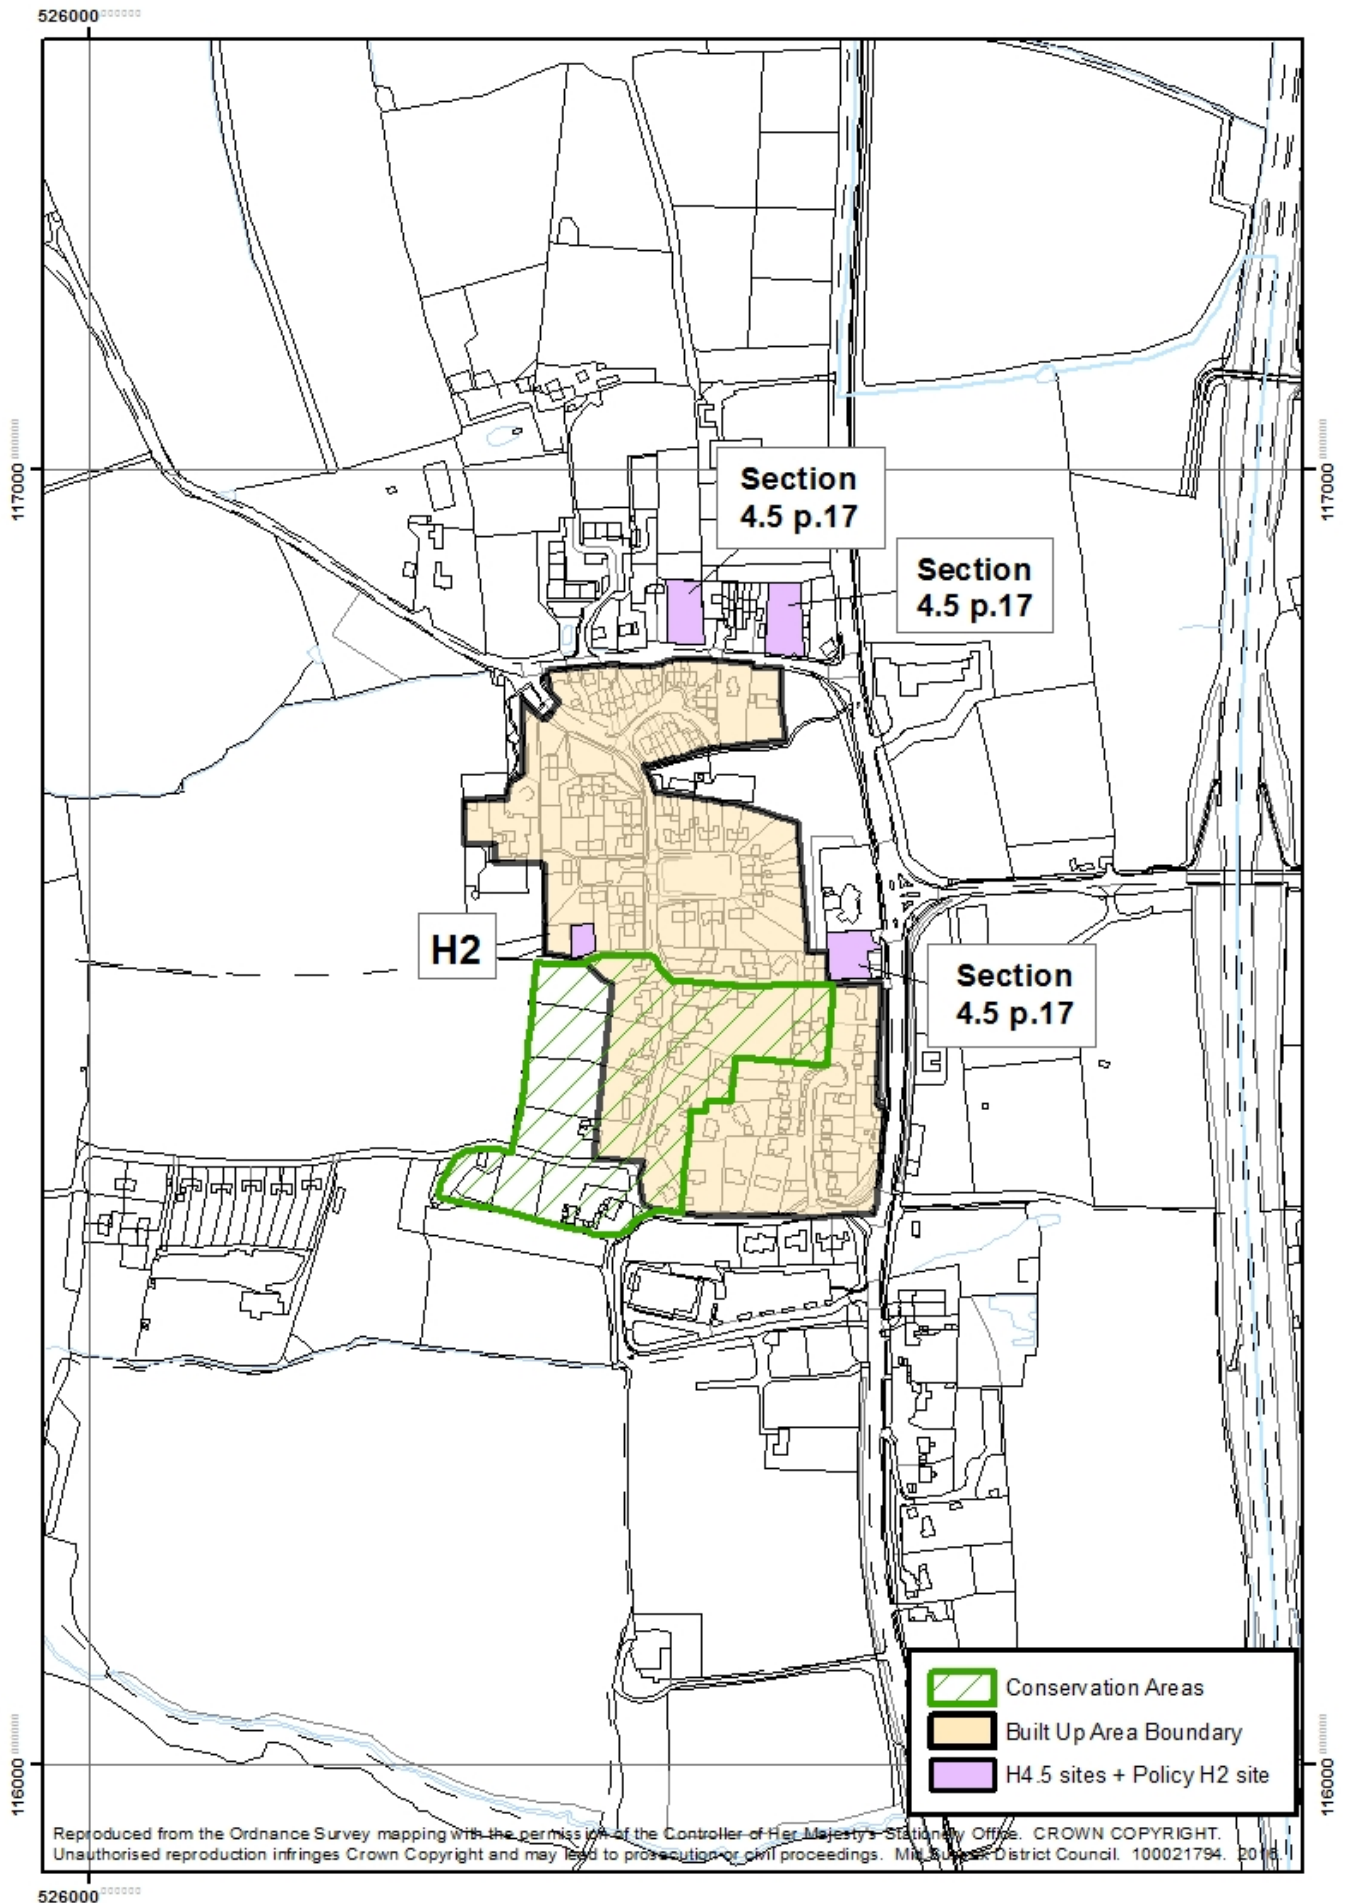 526000
117000
117000
Section
4.5 p.17
Section
4.5 p.17
H2
Section
4.5 p.17
Conservation Areas
Built Up Area Boundary
H4.5 sites + Policy H2 site
116000
116000
Reproduced from the Ordnance Survey mapping with the permission of the Controller of Her Majesty's Stationery Office. CROWN COPYRIGHT.
Unauthorised reproduction infringes Crown Copyright and may lead to prosecution or civil proceedings. Mid Sussex District Council. 100021794.
526000